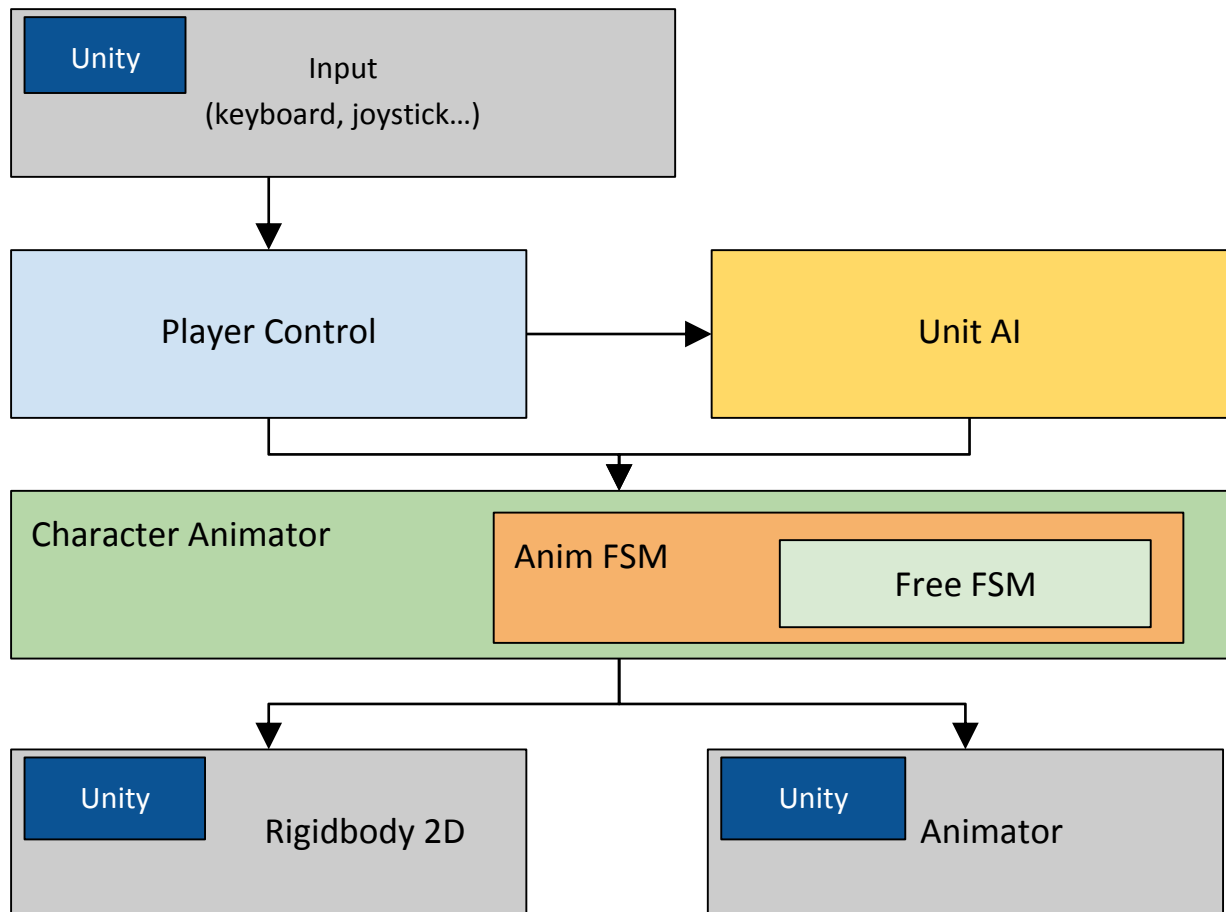 Unity
Input
(keyboard, joystick…)
Player Control
Unit AI
Character Animator
Anim FSM
Free FSM
Unity
Rigidbody 2D
Unity
Animator